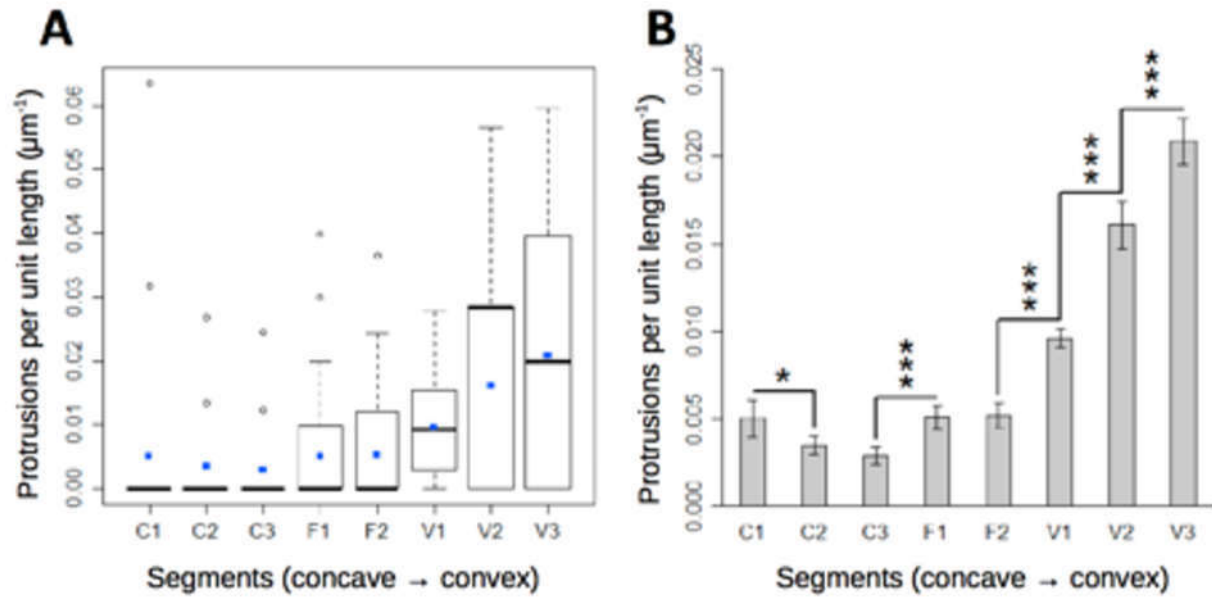 A
Protrusions per unit length (µm⁻¹)
0.06
0.05
0.04
0.03
0.02
0.01
0.00
C1 C2 C3 F1 F2 V1 V2 V3
Segments (concave → convex)
B
Protrusions per unit length (µm⁻¹)
0.025
0.020
0.015
0.010
0.005
0.000
*
***
***
***
***
C1 C2 C3 F1 F2 V1 V2 V3
Segments (concave → convex)